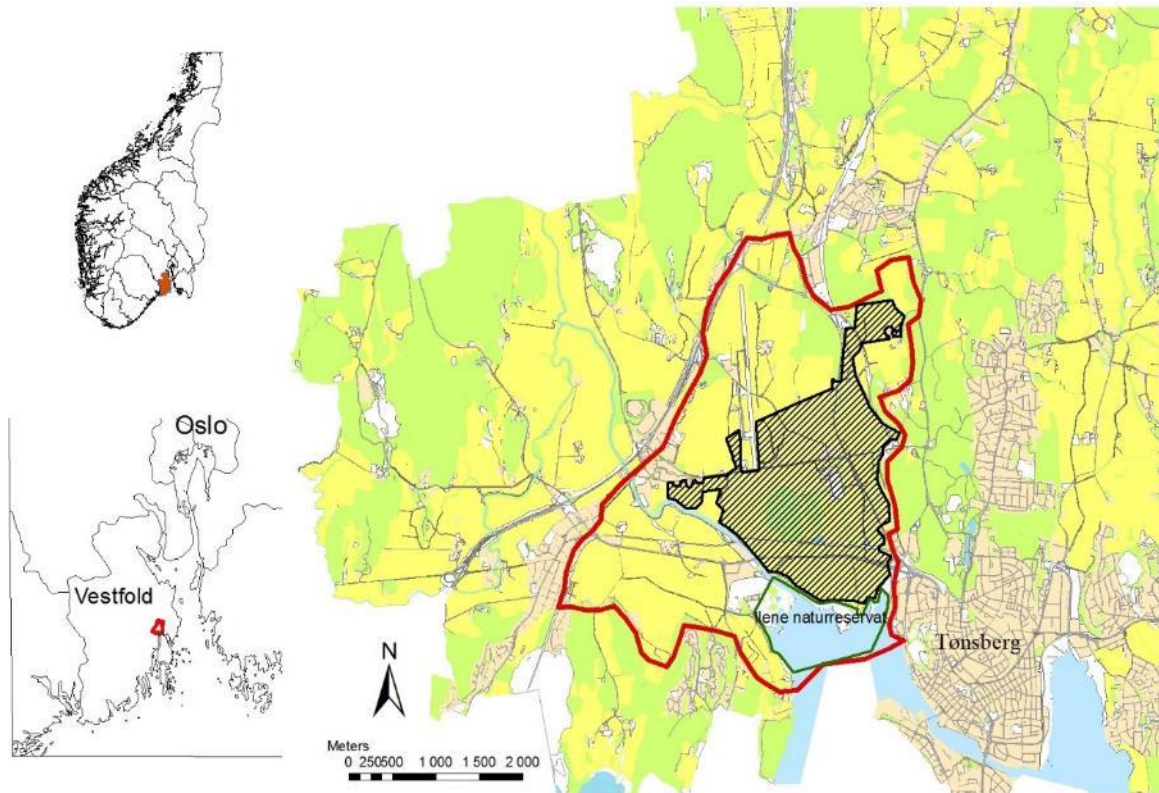 Oslo
Vestfold
Ilene naturreservat
Tønsberg
N
Meters
0 250500 1 000 1 500 2 000